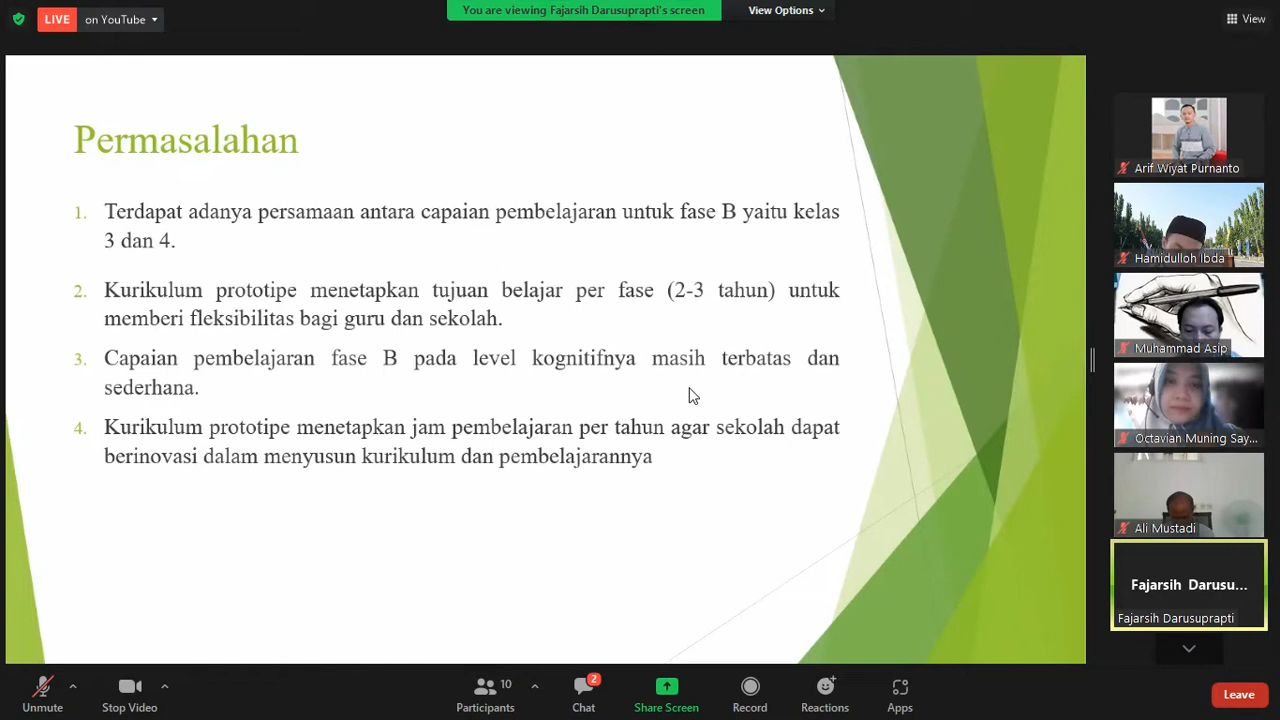 LIVE on YouTube
You are viewing Fajarsih Darusuprapti's screen
View Options
View
Permasalahan
1. Terdapat adanya persamaan antara capaian pembelajaran untuk fase B yaitu kelas
3 dan 4.
2. Kurikulum prototipe menetapkan tujuan belajar per fase (2-3 tahun) untuk
memberi fleksibilitas bagi guru dan sekolah.
3. Capaian pembelajaran fase B pada level kognitifnya masih terbatas dan
sederhana.
4. Kurikulum prototipe menetapkan jam pembelajaran per tahun agar sekolah dapat
berinovasi dalam menyusun kurikulum dan pembelajarannya
Arif Wiyat Purnanto
Hamidulloh Ibda
Muhammad Asip
Octavian Muning Say...
Ali Mustadi
Fajarsih Darusu...
Fajarsih Darusuprapti
Unmute
Stop Video
10
Participants
2
Chat
Share Screen
Record
Reactions
Apps
Leave